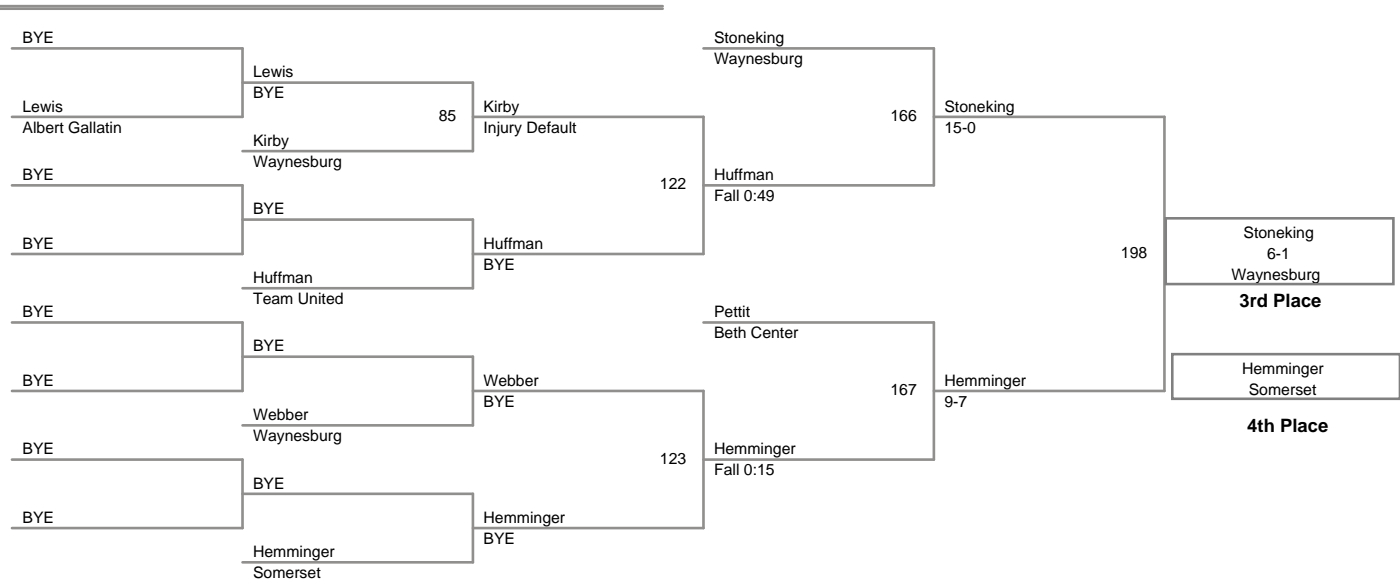 BYE
Lewis
Albert Gallatin
BYE
BYE
BYE
BYE
BYE
BYE
Lewis
BYE
Kirby
Waynesburg
BYE
Huffman
Team United
BYE
Webber
Waynesburg
BYE
Hemminger
Somerset
85
Kirby
Injury Default
Huffman
BYE
Webber
BYE
Hemminger
BYE
122
123
Stoneking
Waynesburg
Huffman
Fall 0:49
Pettit
Beth Center
Hemminger
Fall 0:15
166
167
Stoneking
15-0
Hemminger
9-7
198
Stoneking
6-1
Waynesburg
3rd Place
Hemminger
Somerset
4th Place